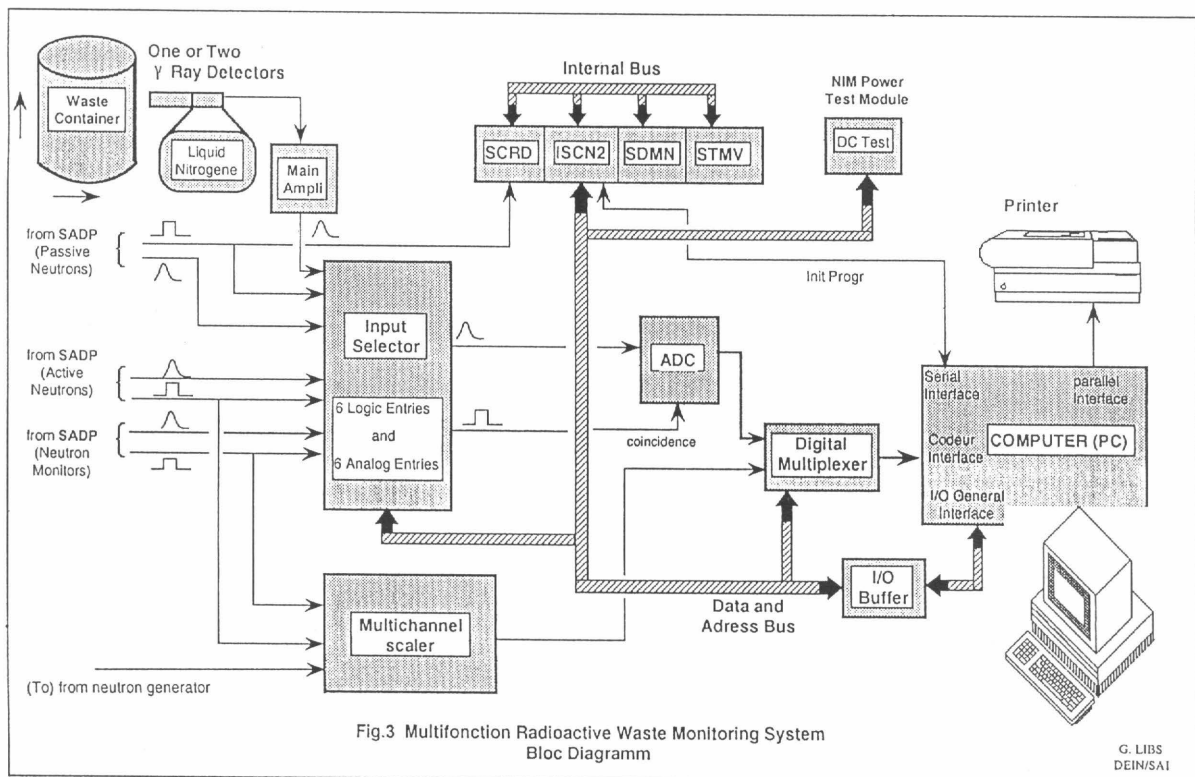 One or Two
γ Ray Detectors
Waste
Container
Liquid
Nitrogene
Main
Ampli
Internal Bus
SCRD
ISCN2
SDMN
STMV
NIM Power
Test Module
DC Test
Printer
from SADP
(Passive
Neutrons)
Init Progr
Input
Selector
ADC
from SADP
(Active
Neutrons)
6 Logic Entries
and
6 Analog Entries
coincidence
from SADP
(Neutron
Monitors)
Digital
Multiplexer
Serial
Interface
parallel
Interface
Codeur
Interface
COMPUTER (PC)
I/O General
Interface
I/O
Buffer
Data and
Adress Bus
Multichannel
scaler
(To) from neutron generator
Fig.3 Multifonction Radioactive Waste Monitoring System
Bloc Diagramm
G. LIBS
DEIN/SAI